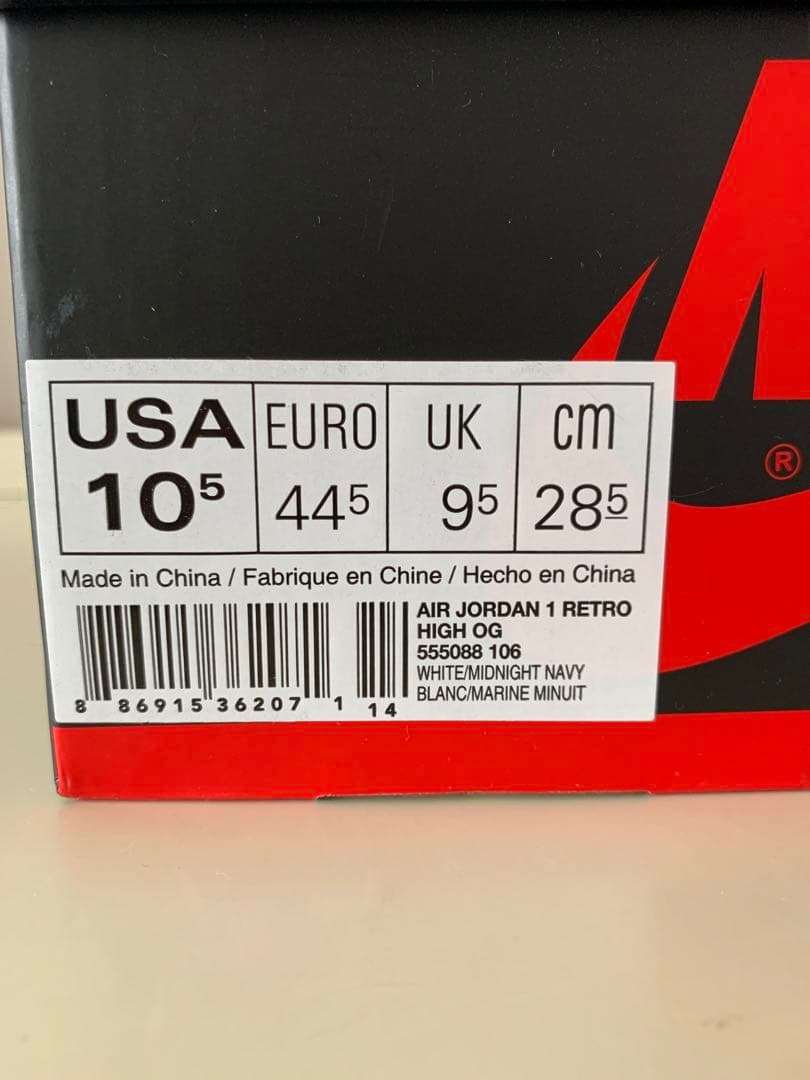 USA EURO UK cm
10⁵ 44⁵ 9⁵ 28⁵
Made in China / Fabrique en Chine / Hecho en China
AIR JORDAN 1 RETRO
HIGH OG
555088 106
WHITE/MIDNIGHT NAVY
BLANC/MARINE MINUIT
8 86915 36207 1 14
®